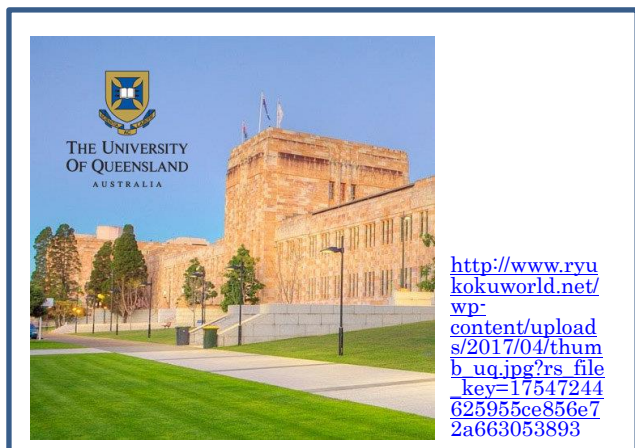 THE UNIVERSITY
OF QUEENSLAND
AUSTRALIA
http://www.ryu
kokuworld.net/
wp-
content/upload
s/2017/04/thum
b_uq.jpg?rs_file
_key=17547244
625955ce856e7
2a663053893